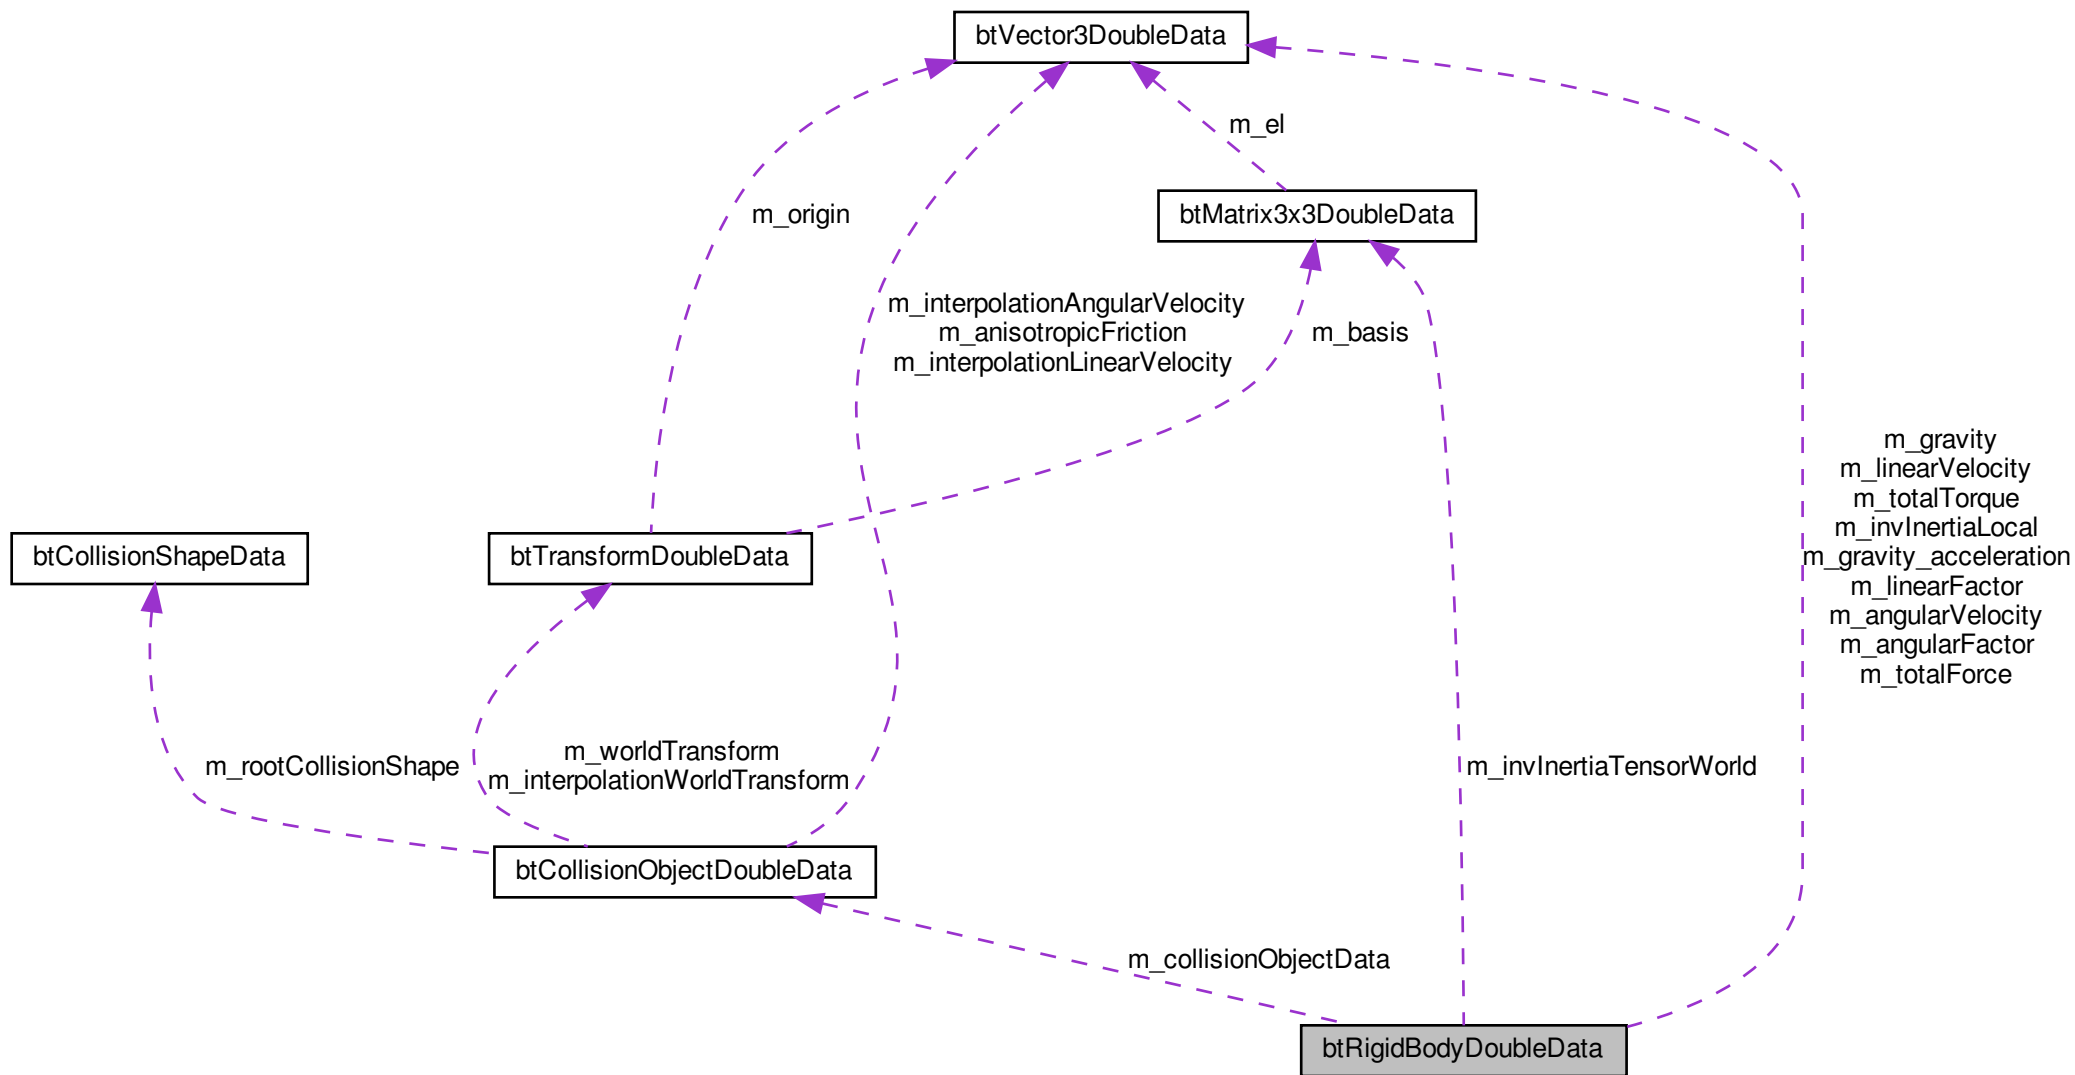 btVector3DoubleData
m_el
btMatrix3x3DoubleData
m_origin
m_interpolationAngularVelocity
m_anisotropicFriction
m_interpolationLinearVelocity
m_basis
m_gravity
m_linearVelocity
m_totalTorque
m_invInertiaLocal
m_gravity_acceleration
m_linearFactor
m_angularVelocity
m_angularFactor
m_totalForce
btCollisionShapeData
btTransformDoubleData
m_rootCollisionShape
m_worldTransform
m_interpolationWorldTransform
m_invInertiaTensorWorld
btCollisionObjectDoubleData
m_collisionObjectData
btRigidBodyDoubleData